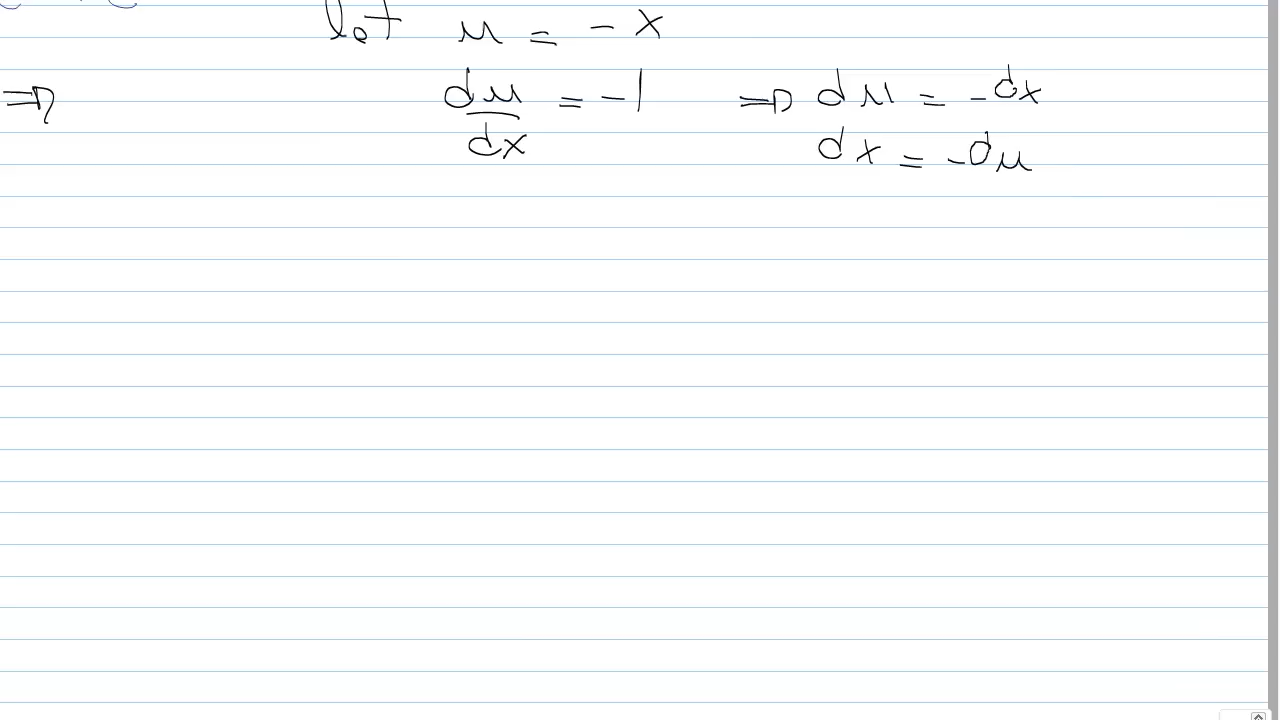 let u = - x
⇒ du/dx = -1 ⇒ du = -dx
dx = -du